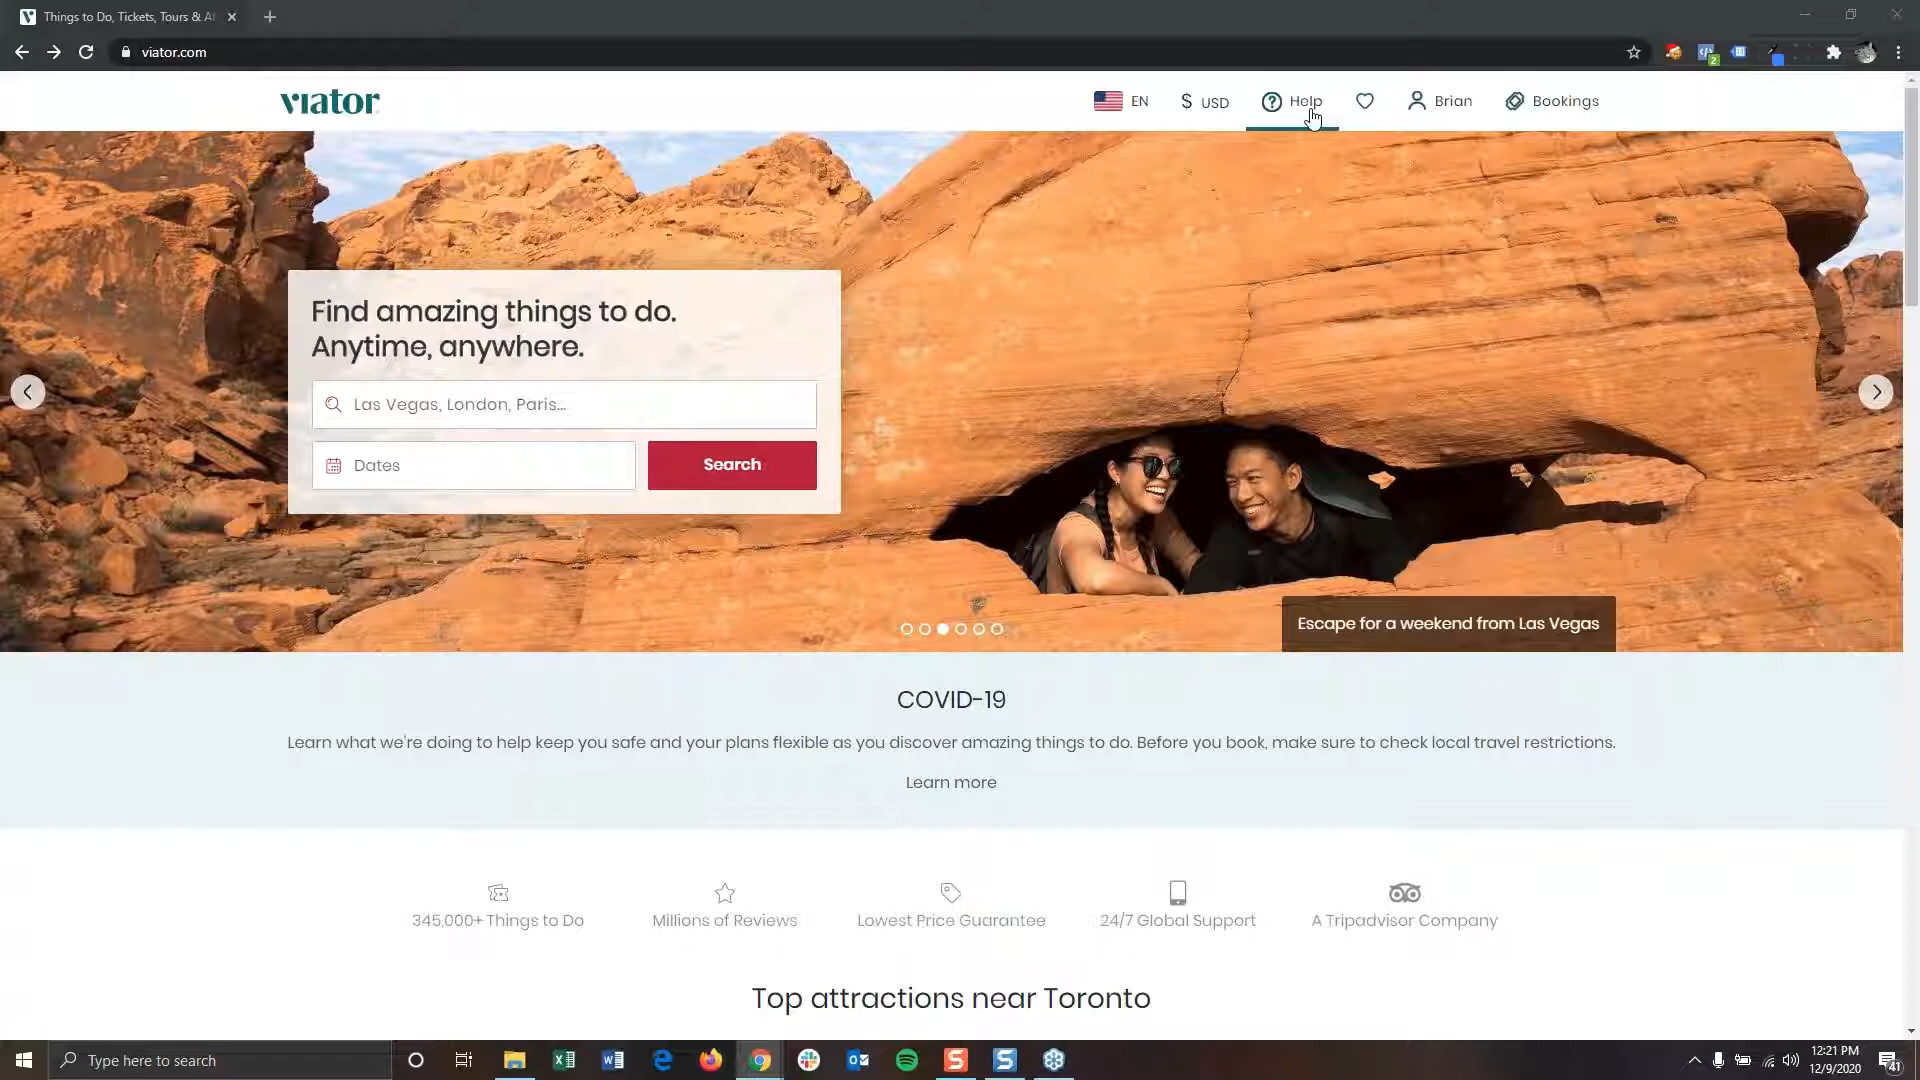 Things to Do, Tickets, Tours & At
viator.com
viator
EN
$ USD
Help
Brian
Bookings
Find amazing things to do.
Anytime, anywhere.
Las Vegas, London, Paris...
Dates
Search
Escape for a weekend from Las Vegas
COVID-19
Learn what we're doing to help keep you safe and your plans flexible as you discover amazing things to do. Before you book, make sure to check local travel restrictions.
Learn more
345,000+ Things to Do
Millions of Reviews
Lowest Price Guarantee
24/7 Global Support
A Tripadvisor Company
Top attractions near Toronto
Type here to search
12:21 PM
12/9/2020
41